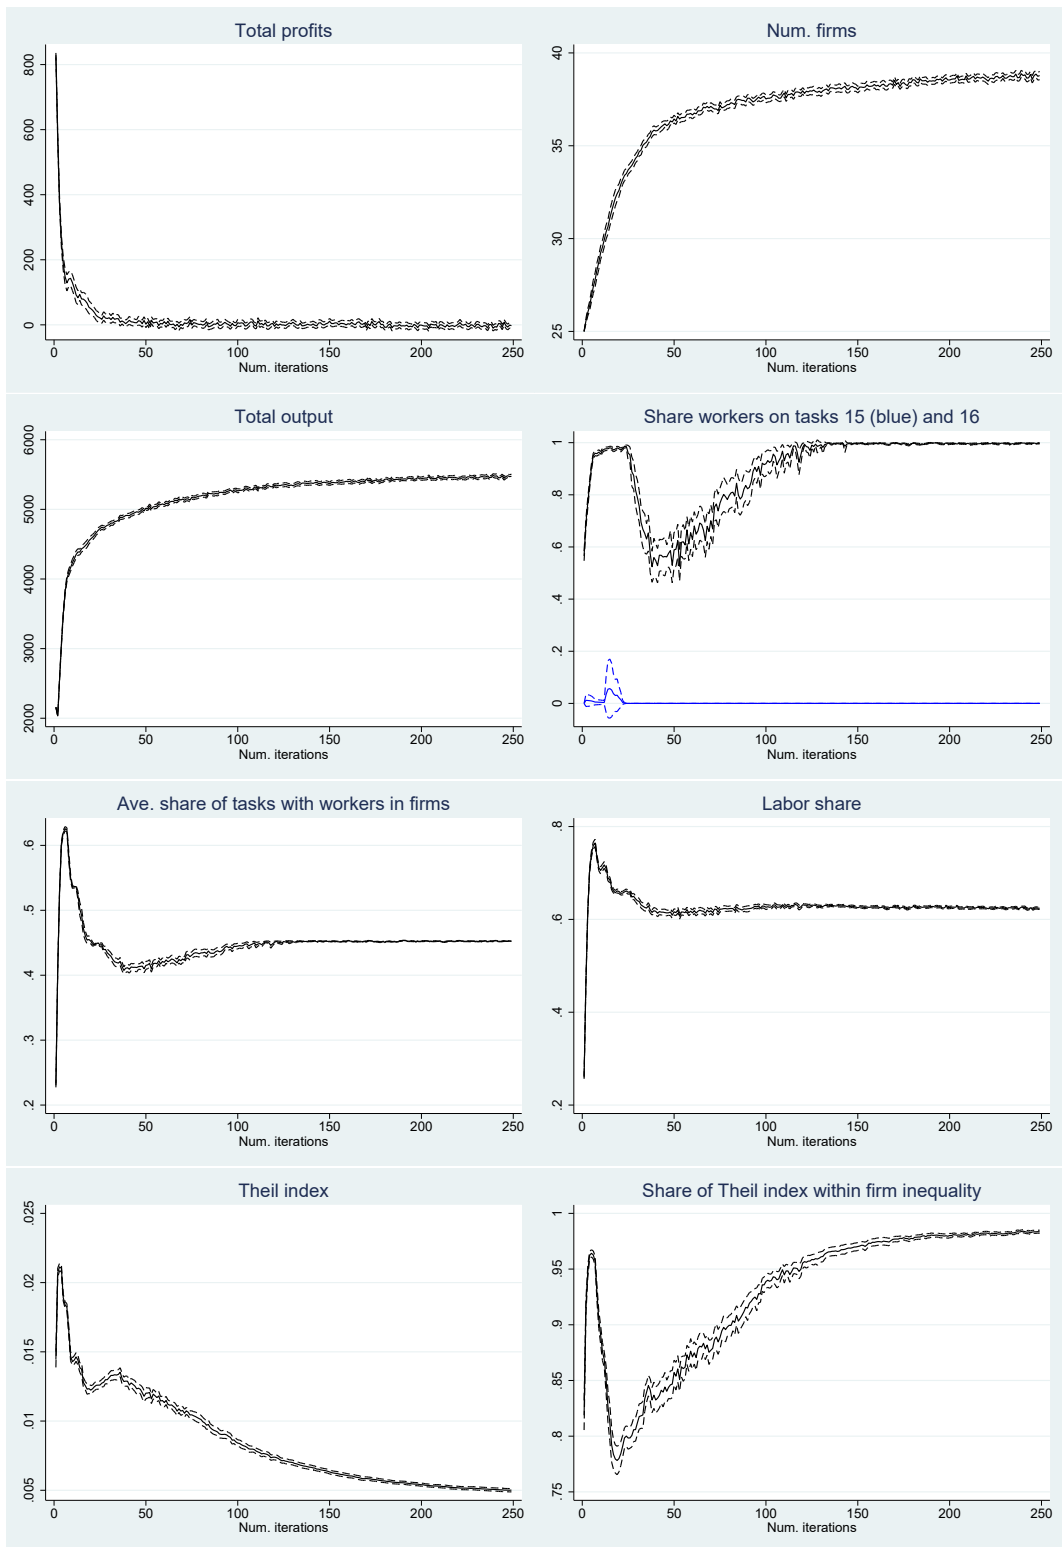 Total profits
800
600
400
200
0
0 50 100 150 200 250
Num. iterations
Num. firms
40
35
30
25
0 50 100 150 200 250
Num. iterations
Total output
6000
5000
4000
3000
2000
0 50 100 150 200 250
Num. iterations
Share workers on tasks 15 (blue) and 16
1
.8
.6
.4
.2
0
0 50 100 150 200 250
Num. iterations
Ave. share of tasks with workers in firms
.6
.5
.4
.3
.2
0 50 100 150 200 250
Num. iterations
Labor share
.8
.6
.4
.2
0 50 100 150 200 250
Num. iterations
Theil index
.025
.02
.015
.01
.005
0 50 100 150 200 250
Num. iterations
Share of Theil index within firm inequality
1
.95
.9
.85
.8
.75
0 50 100 150 200 250
Num. iterations